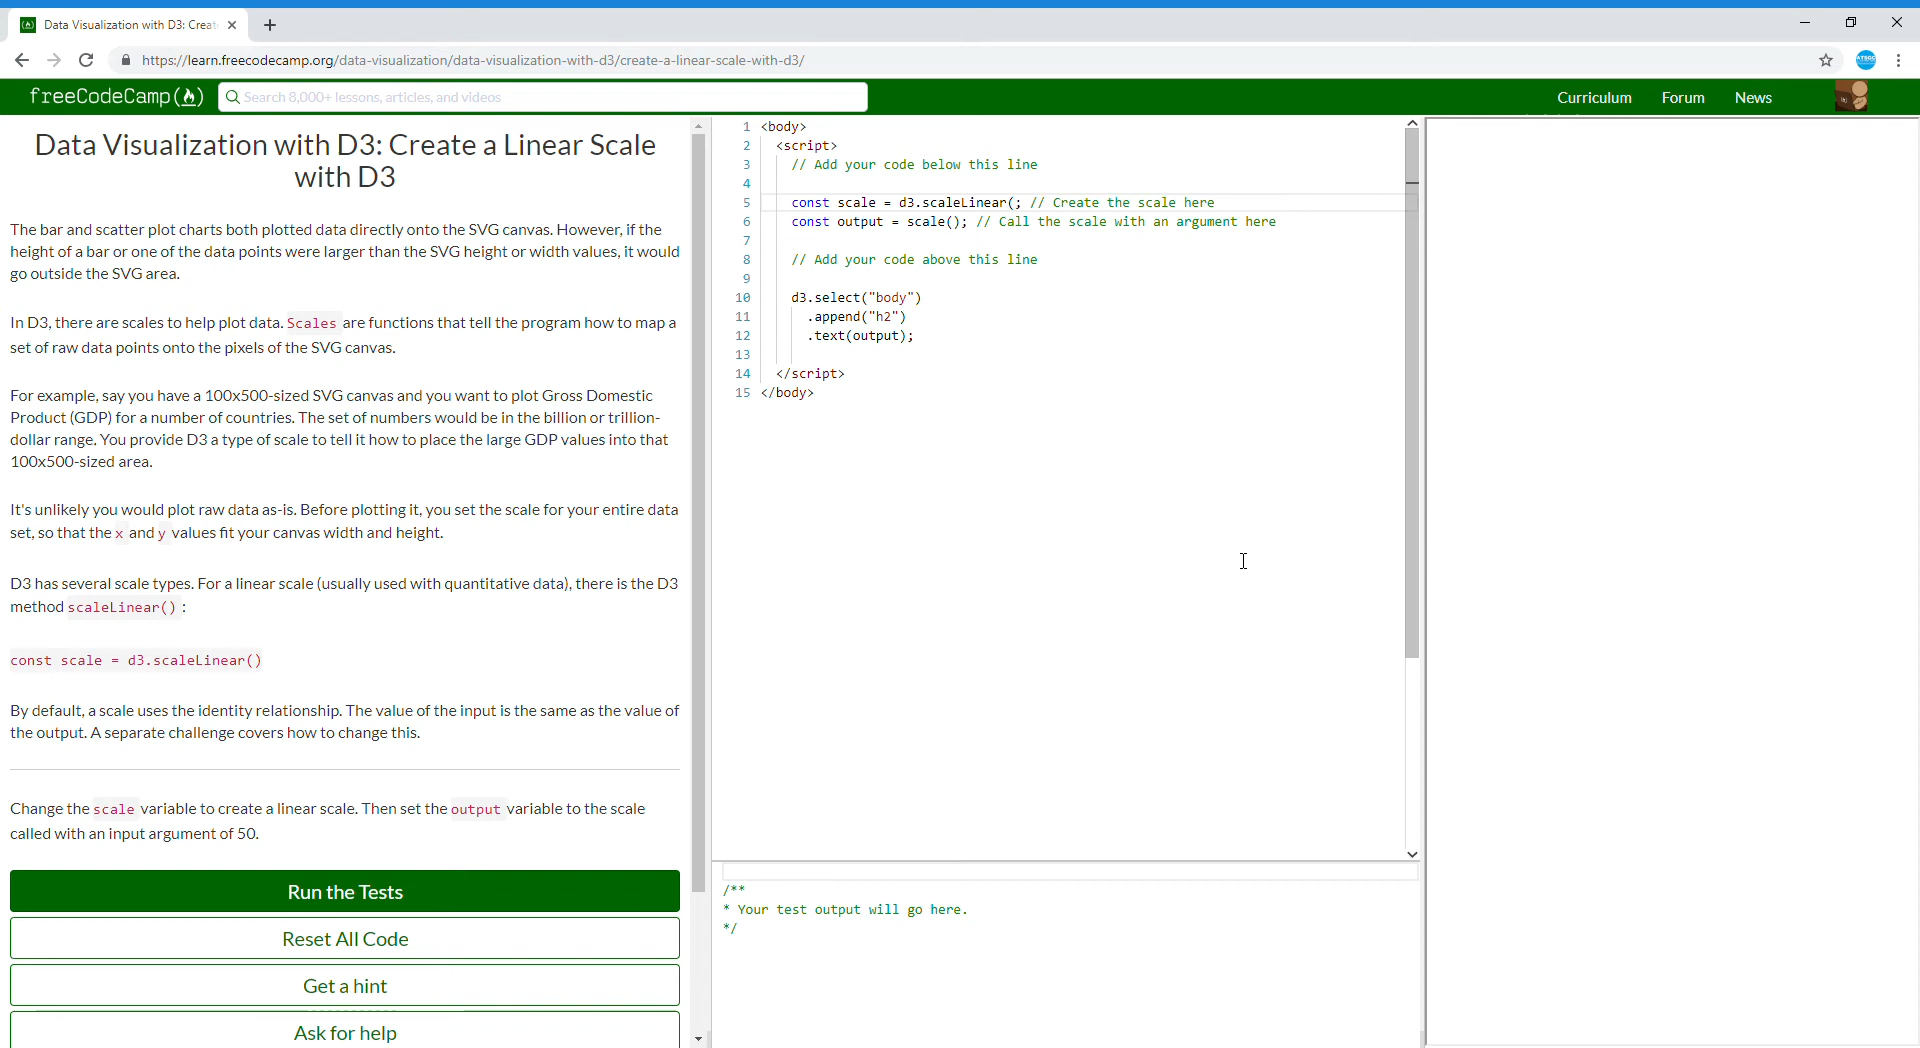 Data Visualization with D3: Creat
https://learn.freecodecamp.org/data-visualization/data-visualization-with-d3/create-a-linear-scale-with-d3/
freeCodeCamp(🔥)
Search 8,000+ lessons, articles, and videos
Curriculum Forum News
Data Visualization with D3: Create a Linear Scale
with D3
The bar and scatter plot charts both plotted data directly onto the SVG canvas. However, if the
height of a bar or one of the data points were larger than the SVG height or width values, it would
go outside the SVG area.
In D3, there are scales to help plot data. Scales are functions that tell the program how to map a
set of raw data points onto the pixels of the SVG canvas.
For example, say you have a 100x500-sized SVG canvas and you want to plot Gross Domestic
Product (GDP) for a number of countries. The set of numbers would be in the billion or trillion-
dollar range. You provide D3 a type of scale to tell it how to place the large GDP values into that
100x500-sized area.
It's unlikely you would plot raw data as-is. Before plotting it, you set the scale for your entire data
set, so that the x and y values fit your canvas width and height.
D3 has several scale types. For a linear scale (usually used with quantitative data), there is the D3
method scaleLinear() :
const scale = d3.scaleLinear()
By default, a scale uses the identity relationship. The value of the input is the same as the value of
the output. A separate challenge covers how to change this.
Change the scale variable to create a linear scale. Then set the output variable to the scale
called with an input argument of 50.
Run the Tests
Reset All Code
Get a hint
Ask for help
1 <body>
2 <script>
3 // Add your code below this line
4
5 const scale = d3.scaleLinear(; // Create the scale here
6 const output = scale(); // Call the scale with an argument here
7
8 // Add your code above this line
9
10 d3.select("body")
11 .append("h2")
12 .text(output);
13
14 </script>
15 </body>
/**
* Your test output will go here.
*/